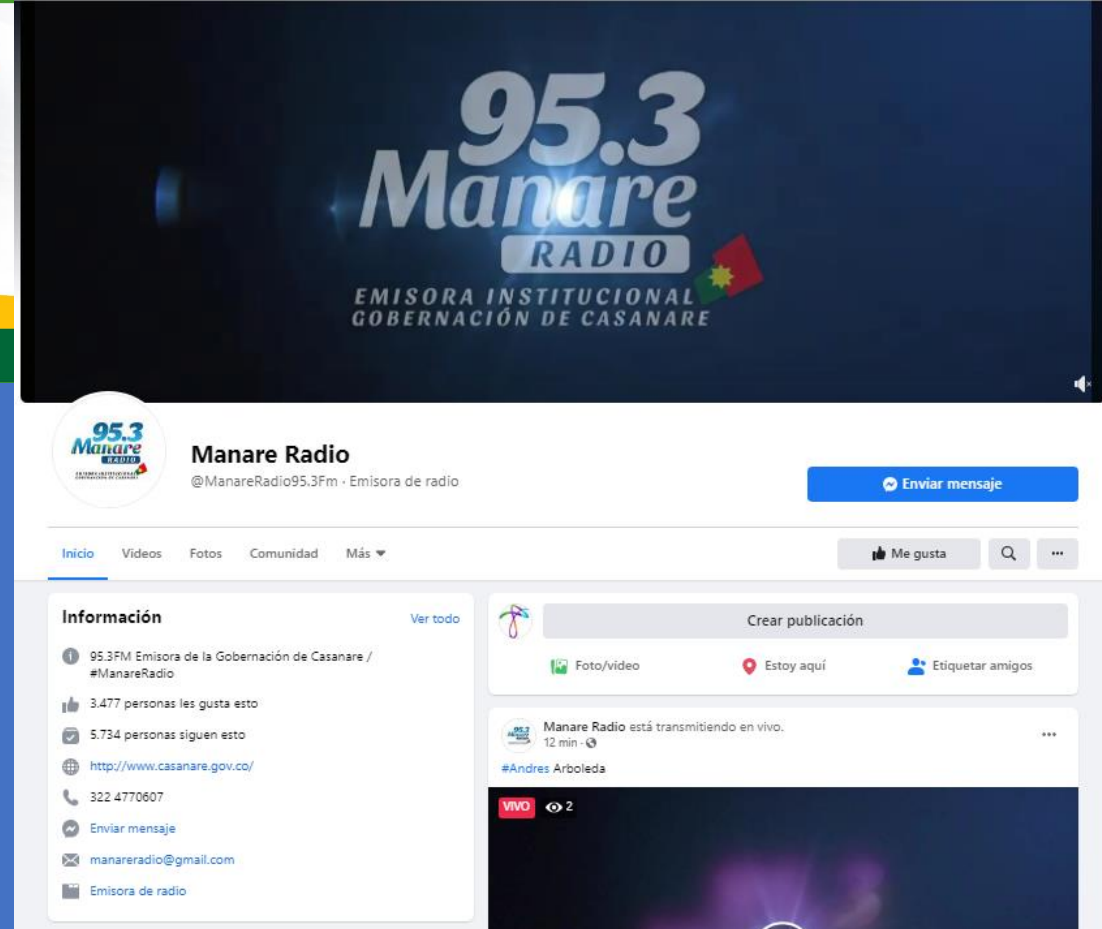 95.3
Manare
RADIO
EMISORA INSTITUCIONAL
GOBERNACIÓN DE CASANARE
95.3
Manare
RADIO
Manare Radio
@ManareRadio95.3Fm · Emisora de radio
Enviar mensaje
Inicio Videos Fotos Comunidad Más
Me gusta
Información
Ver todo
95.3FM Emisora de la Gobernación de Casanare /
#ManareRadio
3.477 personas les gusta esto
5.734 personas siguen esto
http://www.casanare.gov.co/
322 4770607
Enviar mensaje
manareradio@gmail.com
Emisora de radio
Crear publicación
Foto/video Estoy aquí Etiquetar amigos
Manare Radio está transmitiendo en vivo.
12 min ·
#Andres Arboleda
VIVO 2